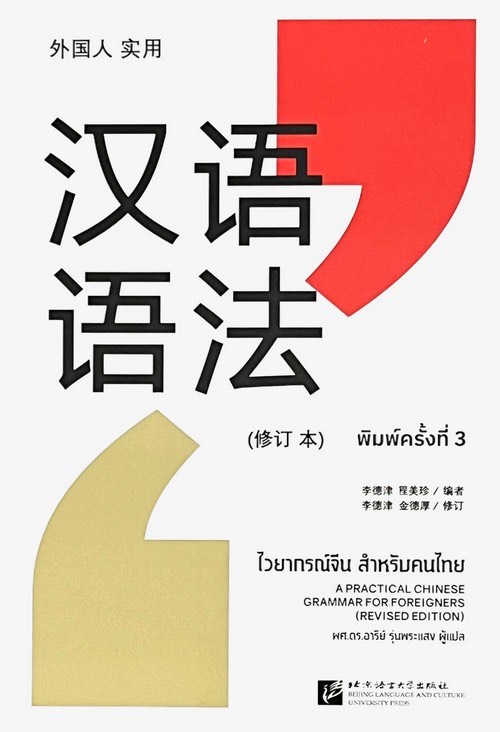 外国人 实用
汉语
语法
(修订 本) พิมพ์ครั้งที่ 3
李德津 程美珍 / 编者
李德津 金德厚 / 修订
ไวยากรณ์จีน สำหรับคนไทย
A PRACTICAL CHINESE
GRAMMAR FOR FOREIGNERS
(REVISED EDITION)
ผศ.ดร.อารีย์ รุ่นพระแสง ผู้แปล
北京语言大学出版社
BEIJING LANGUAGE AND CULTURE
UNIVERSITY PRESS